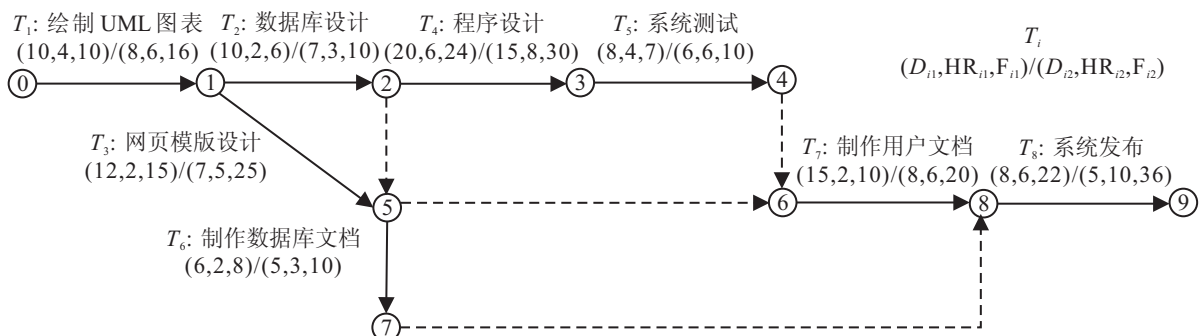 T₁: 绘制 UML 图表
(10,4,10)/(8,6,16)
T₂: 数据库设计
(10,2,6)/(7,3,10)
T₄: 程序设计
(20,6,24)/(15,8,30)
T₅: 系统测试
(8,4,7)/(6,6,10)
Tᵢ
(Dᵢ₁,HRᵢ₁,Fᵢ₁)/(Dᵢ₂,HRᵢ₂,Fᵢ₂)
0
1
2
3
4
T₃: 网页模版设计
(12,2,15)/(7,5,25)
T₇: 制作用户文档
(15,2,10)/(8,6,20)
T₈: 系统发布
(8,6,22)/(5,10,36)
5
6
8
9
T₆: 制作数据库文档
(6,2,8)/(5,3,10)
7